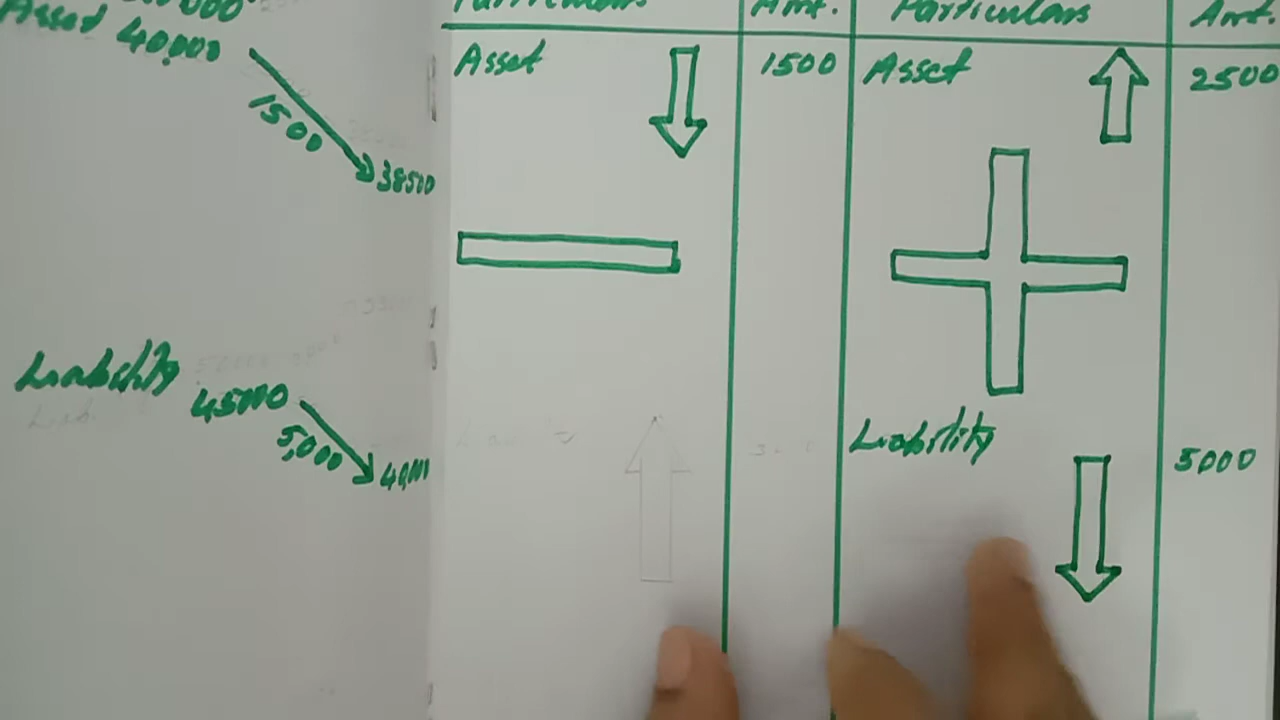 Asset 40,000
1500
38500
Liability
45000
5,000
Particulars Amt. Particulars Amt.
Asset 1500 Asset 2500
Liability 5000